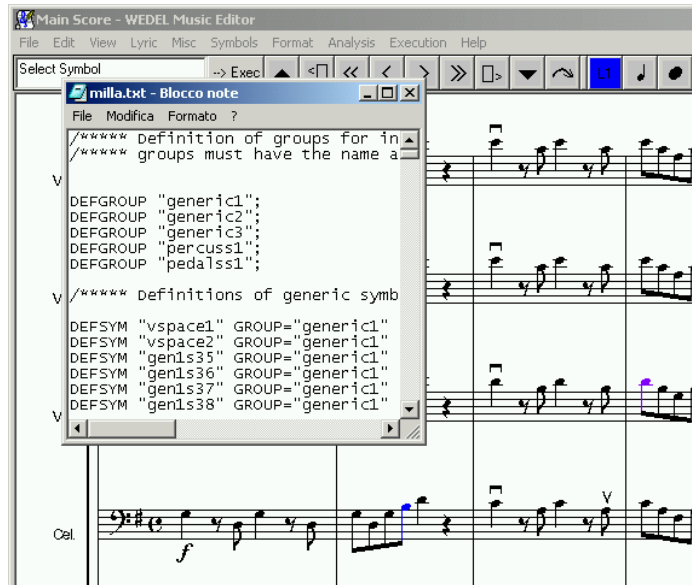 Main Score - WEDEL Music Editor
File Edit View Lyric Misc Symbols Format Analysis Execution Help
Select Symbol --> Exec L1
milla.txt - Blocco note
File Modifica Formato ?
/***** Definition of groups for in
/***** groups must have the name a
DEFGROUP "generic1";
DEFGROUP "generic2";
DEFGROUP "generic3";
DEFGROUP "percuss1";
DEFGROUP "pedalss1";
/***** Definitions of generic symb
DEFSYM "vspace1" GROUP="generic1"
DEFSYM "vspace2" GROUP="generic1"
DEFSYM "gen1s35" GROUP="generic1"
DEFSYM "gen1s36" GROUP="generic1"
DEFSYM "gen1s37" GROUP="generic1"
DEFSYM "gen1s38" GROUP="generic1"
V
V
V
Cel.
f